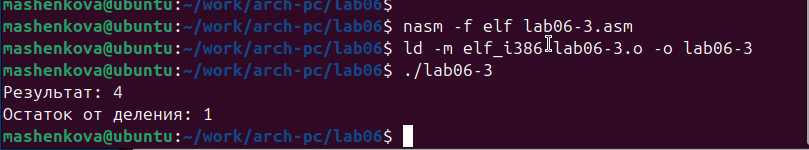 mashenkova@ubuntu:~/work/arch-pc/lab06$
mashenkova@ubuntu:~/work/arch-pc/lab06$ nasm -f elf lab06-3.asm
mashenkova@ubuntu:~/work/arch-pc/lab06$ ld -m elf_i386 lab06-3.o -o lab06-3
mashenkova@ubuntu:~/work/arch-pc/lab06$ ./lab06-3
Результат: 4
Остаток от деления: 1
mashenkova@ubuntu:~/work/arch-pc/lab06$